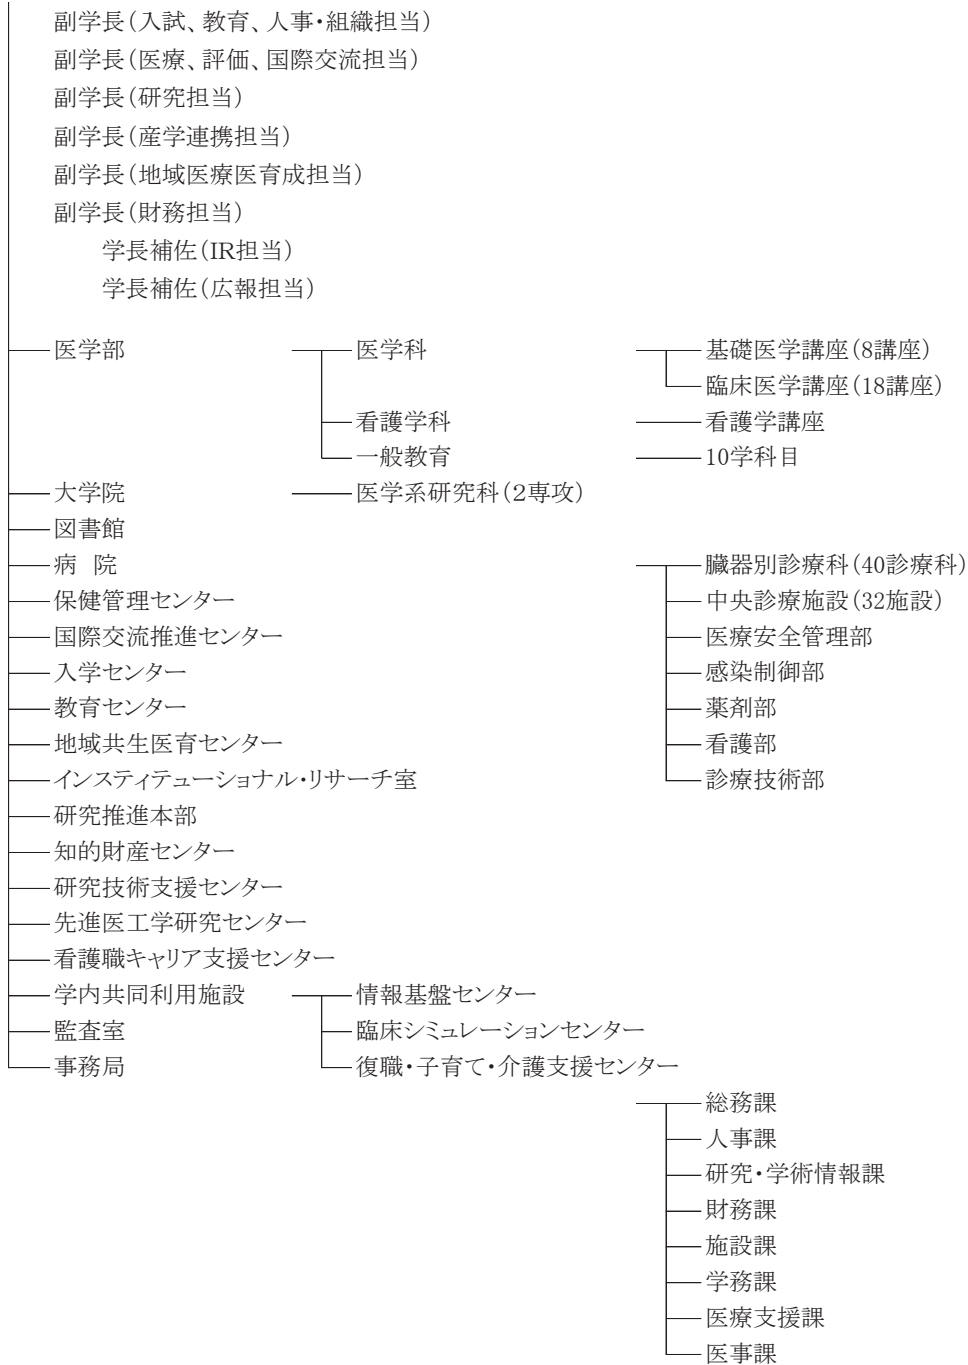 副学長(入試、教育、人事・組織担当)
副学長(医療、評価、国際交流担当)
副学長(研究担当)
副学長(産学連携担当)
副学長(地域医療医育成担当)
副学長(財務担当)
学長補佐(IR担当)
学長補佐(広報担当)
医学部 医学科 基礎医学講座(8講座)
臨床医学講座(18講座)
看護学科 看護学講座
一般教育 10学科目
大学院 医学系研究科(2専攻)
図書館
病 院 臓器別診療科(40診療科)
保健管理センター 中央診療施設(32施設)
国際交流推進センター 医療安全管理部
入学センター 感染制御部
教育センター 薬剤部
地域共生医育センター 看護部
インスティテューショナル・リサーチ室 診療技術部
研究推進本部
知的財産センター
研究技術支援センター
先進医工学研究センター
看護職キャリア支援センター
学内共同利用施設 情報基盤センター
監査室 臨床シミュレーションセンター
事務局 復職・子育て・介護支援センター
総務課
人事課
研究・学術情報課
財務課
施設課
学務課
医療支援課
医事課